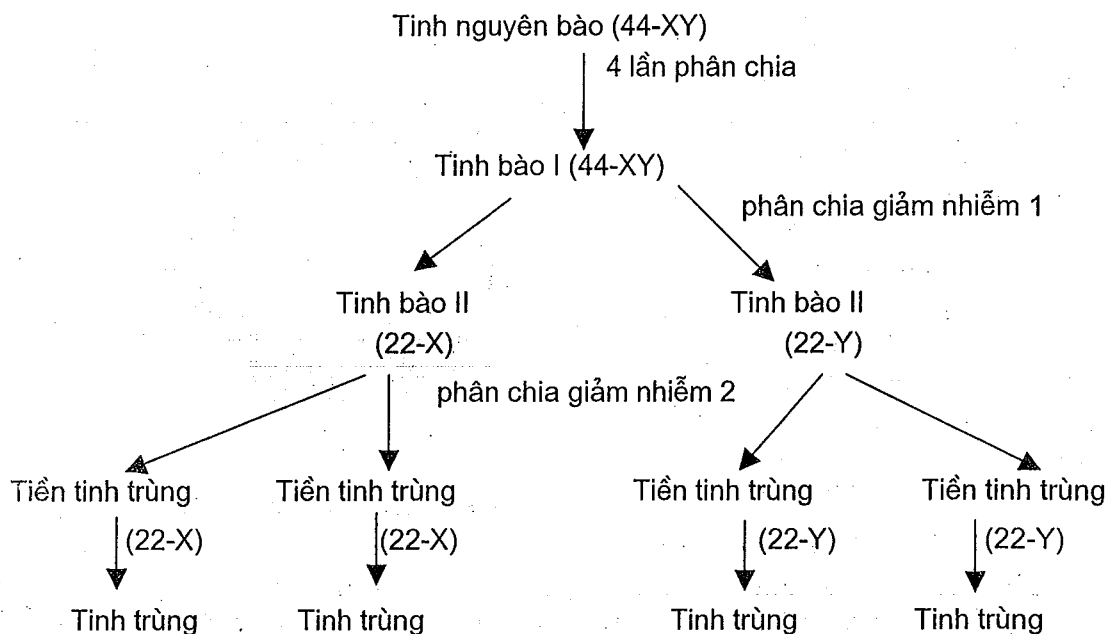 Tinh nguyên bào (44-XY)
4 lần phân chia
Tinh bào I (44-XY)
phân chia giảm nhiễm 1
Tinh bào II
(22-X)
Tinh bào II
(22-Y)
phân chia giảm nhiễm 2
Tiền tinh trùng Tiền tinh trùng Tiền tinh trùng Tiền tinh trùng
(22-X) (22-X) (22-Y) (22-Y)
Tinh trùng Tinh trùng Tinh trùng Tinh trùng